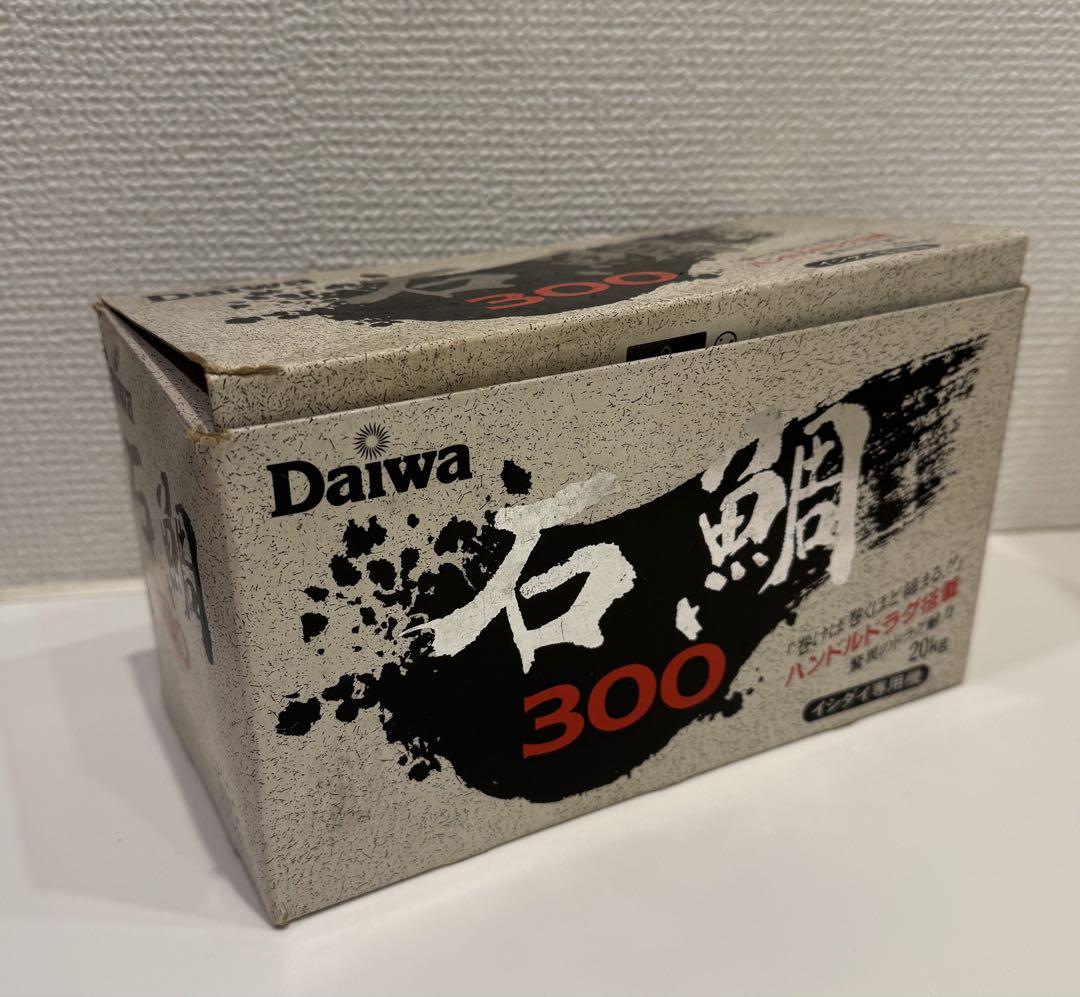 Daiwa
300
Daiwa
石鯛
300
「巻けば巻くほど締まる。」
ハンドルドラグ搭載
驚異のドラグ力
20kg
イシダイ専用機